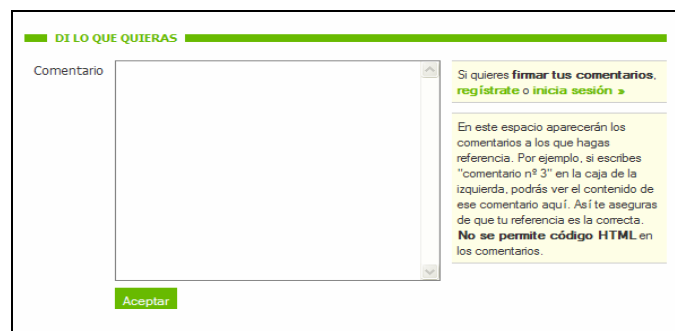 DI LO QUE QUIERAS
Comentario
Si quieres firmar tus comentarios,
regístrate o inicia sesión »
En este espacio aparecerán los
comentarios a los que hagas
referencia. Por ejemplo, si escribes
"comentario nº 3" en la caja de la
izquierda, podrás ver el contenido de
ese comentario aquí. Así te aseguras
de que tu referencia es la correcta.
No se permite código HTML en
los comentarios.
Aceptar